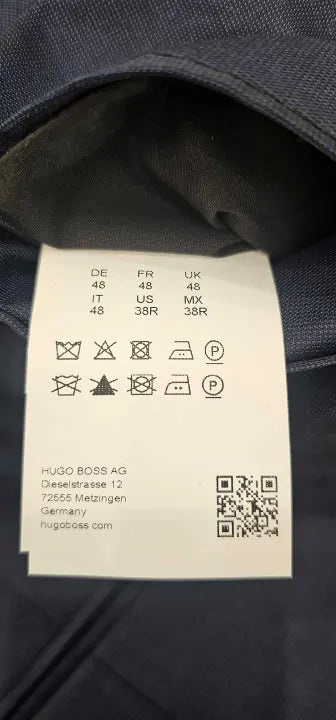 DE FR UK
48 48 48
IT US MX
48 38R 38R
P
P
HUGO BOSS AG
Dieselstrasse 12
72555 Metzingen
Germany
hugoboss.com